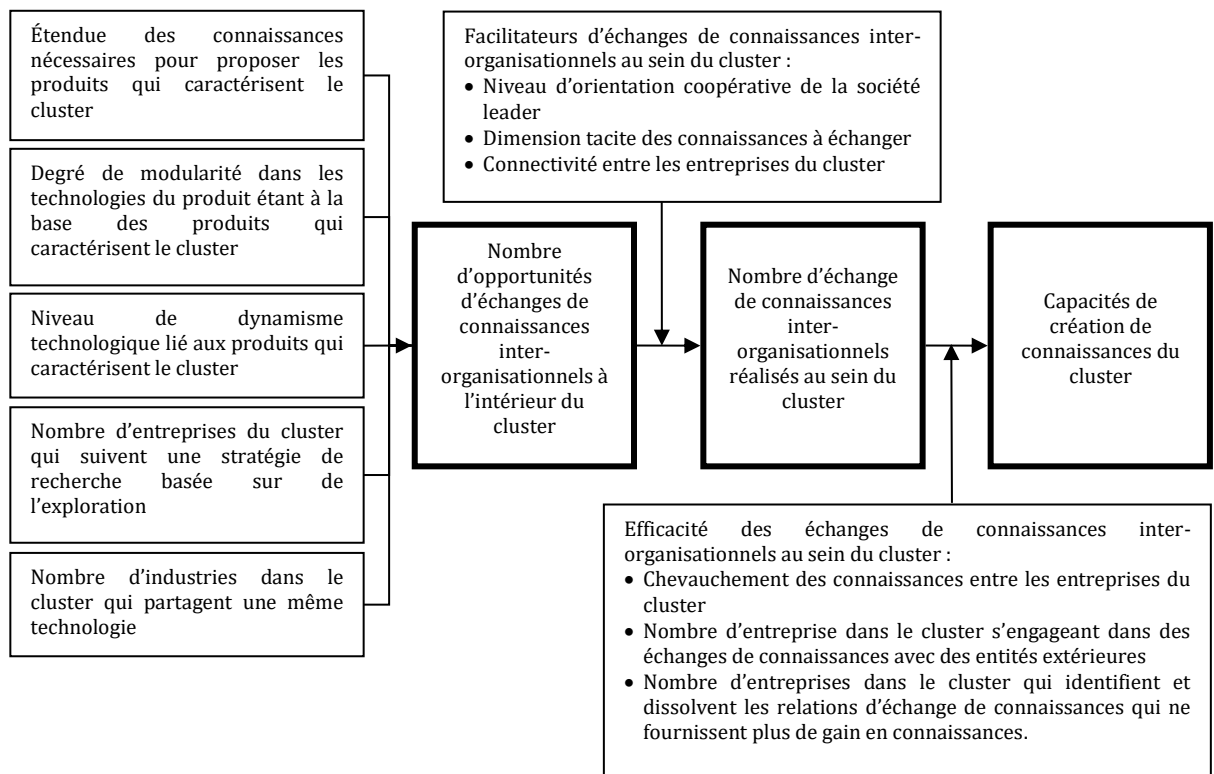 Étendue des connaissances
nécessaires pour proposer les
produits qui caractérisent le
cluster
Degré de modularité dans les
technologies du produit étant à la
base des produits qui
caractérisent le cluster
Niveau de dynamisme
technologique lié aux produits qui
caractérisent le cluster
Nombre d'entreprises du cluster
qui suivent une stratégie de
recherche basée sur de
l'exploration
Nombre d'industries dans le
cluster qui partagent une même
technologie
Facilitateurs d'échanges de connaissances inter-
organisationnels au sein du cluster :
• Niveau d'orientation coopérative de la société
leader
• Dimension tacite des connaissances à échanger
• Connectivité entre les entreprises du cluster
Nombre
d'opportunités
d'échanges de
connaissances
inter-
organisationnels à
l'intérieur du
cluster
Nombre d'échange
de connaissances
inter-
organisationnels
réalisés au sein du
cluster
Capacités de
création de
connaissances du
cluster
Efficacité des échanges de connaissances inter-
organisationnels au sein du cluster :
• Chevauchement des connaissances entre les entreprises du
cluster
• Nombre d'entreprise dans le cluster s'engageant dans des
échanges de connaissances avec des entités extérieures
• Nombre d'entreprises dans le cluster qui identifient et
dissolvent les relations d'échange de connaissances qui ne
fournissent plus de gain en connaissances.